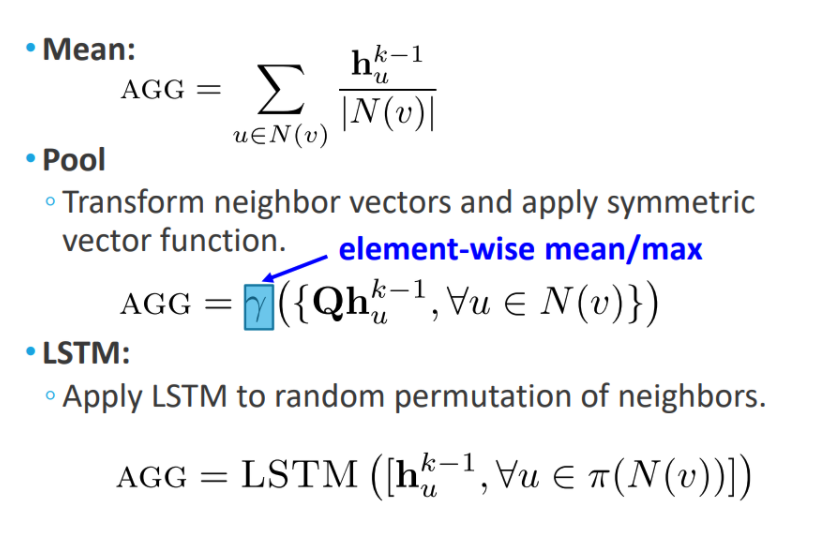 • Mean:
AGG = ∑_{u∈N(v)} h_u^{k−1} / |N(v)|
• Pool
◦ Transform neighbor vectors and apply symmetric
vector function.
element-wise mean/max
AGG = γ({Qh_u^{k−1}, ∀u ∈ N(v)})
• LSTM:
◦ Apply LSTM to random permutation of neighbors.
AGG = LSTM ([h_u^{k−1}, ∀u ∈ π(N(v))])